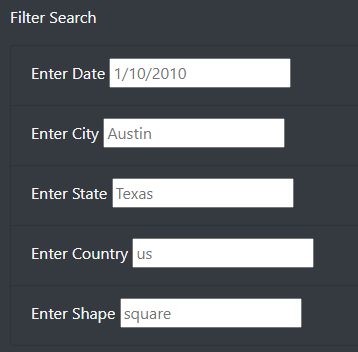 Filter Search
Enter Date 1/10/2010
Enter City Austin
Enter State Texas
Enter Country us
Enter Shape square